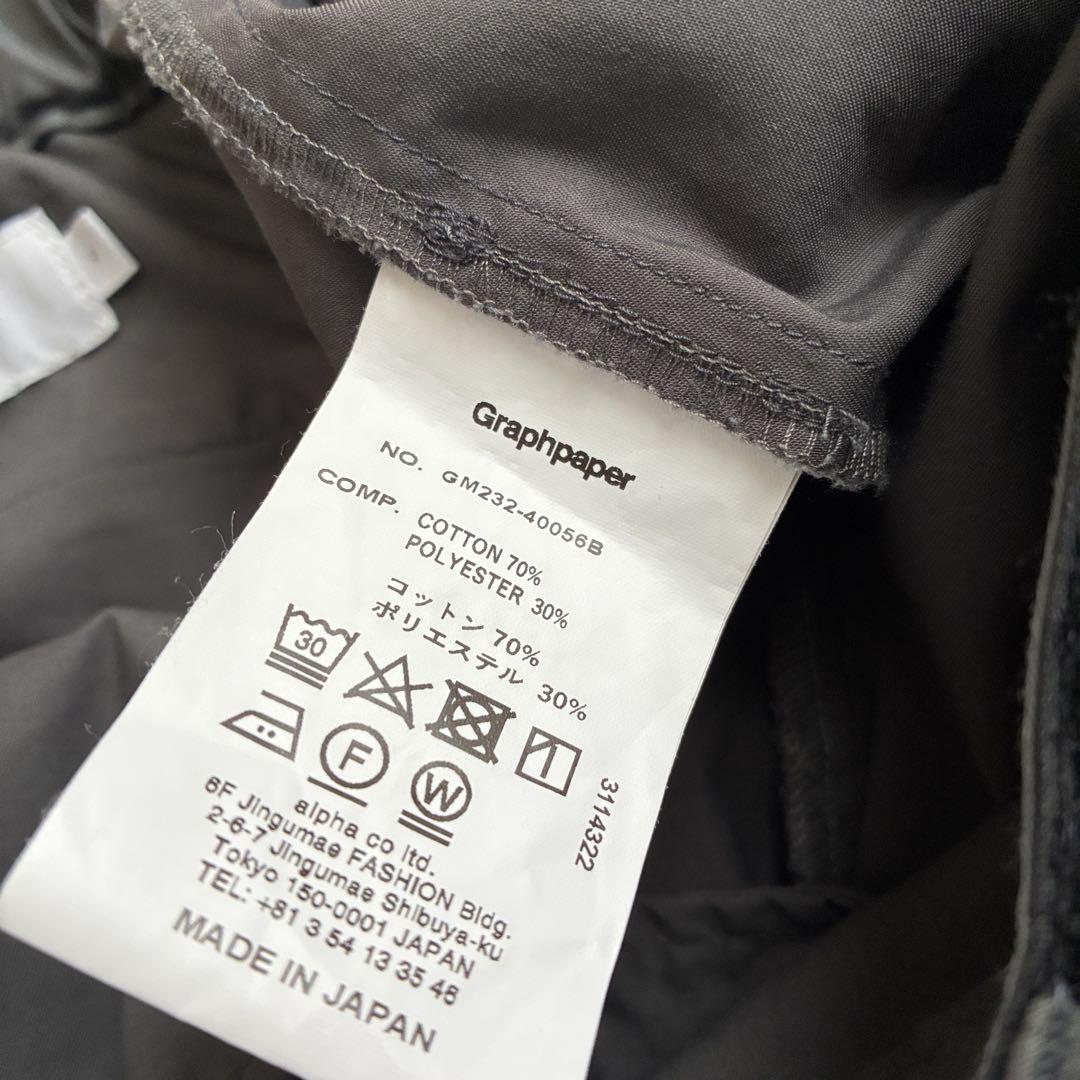 Graphpaper
NO. GM232-40056B
COMP. COTTON 70%
POLYESTER 30%
コットン 70%
ポリエステル 30%
30
F
W
3114322
alpha co ltd.
6F Jingumae FASHION Bldg.
2-6-7 Jingumae Shibuya-ku
Tokyo 150-0001 JAPAN
TEL: +81 3 54 13 35 46
MADE IN JAPAN